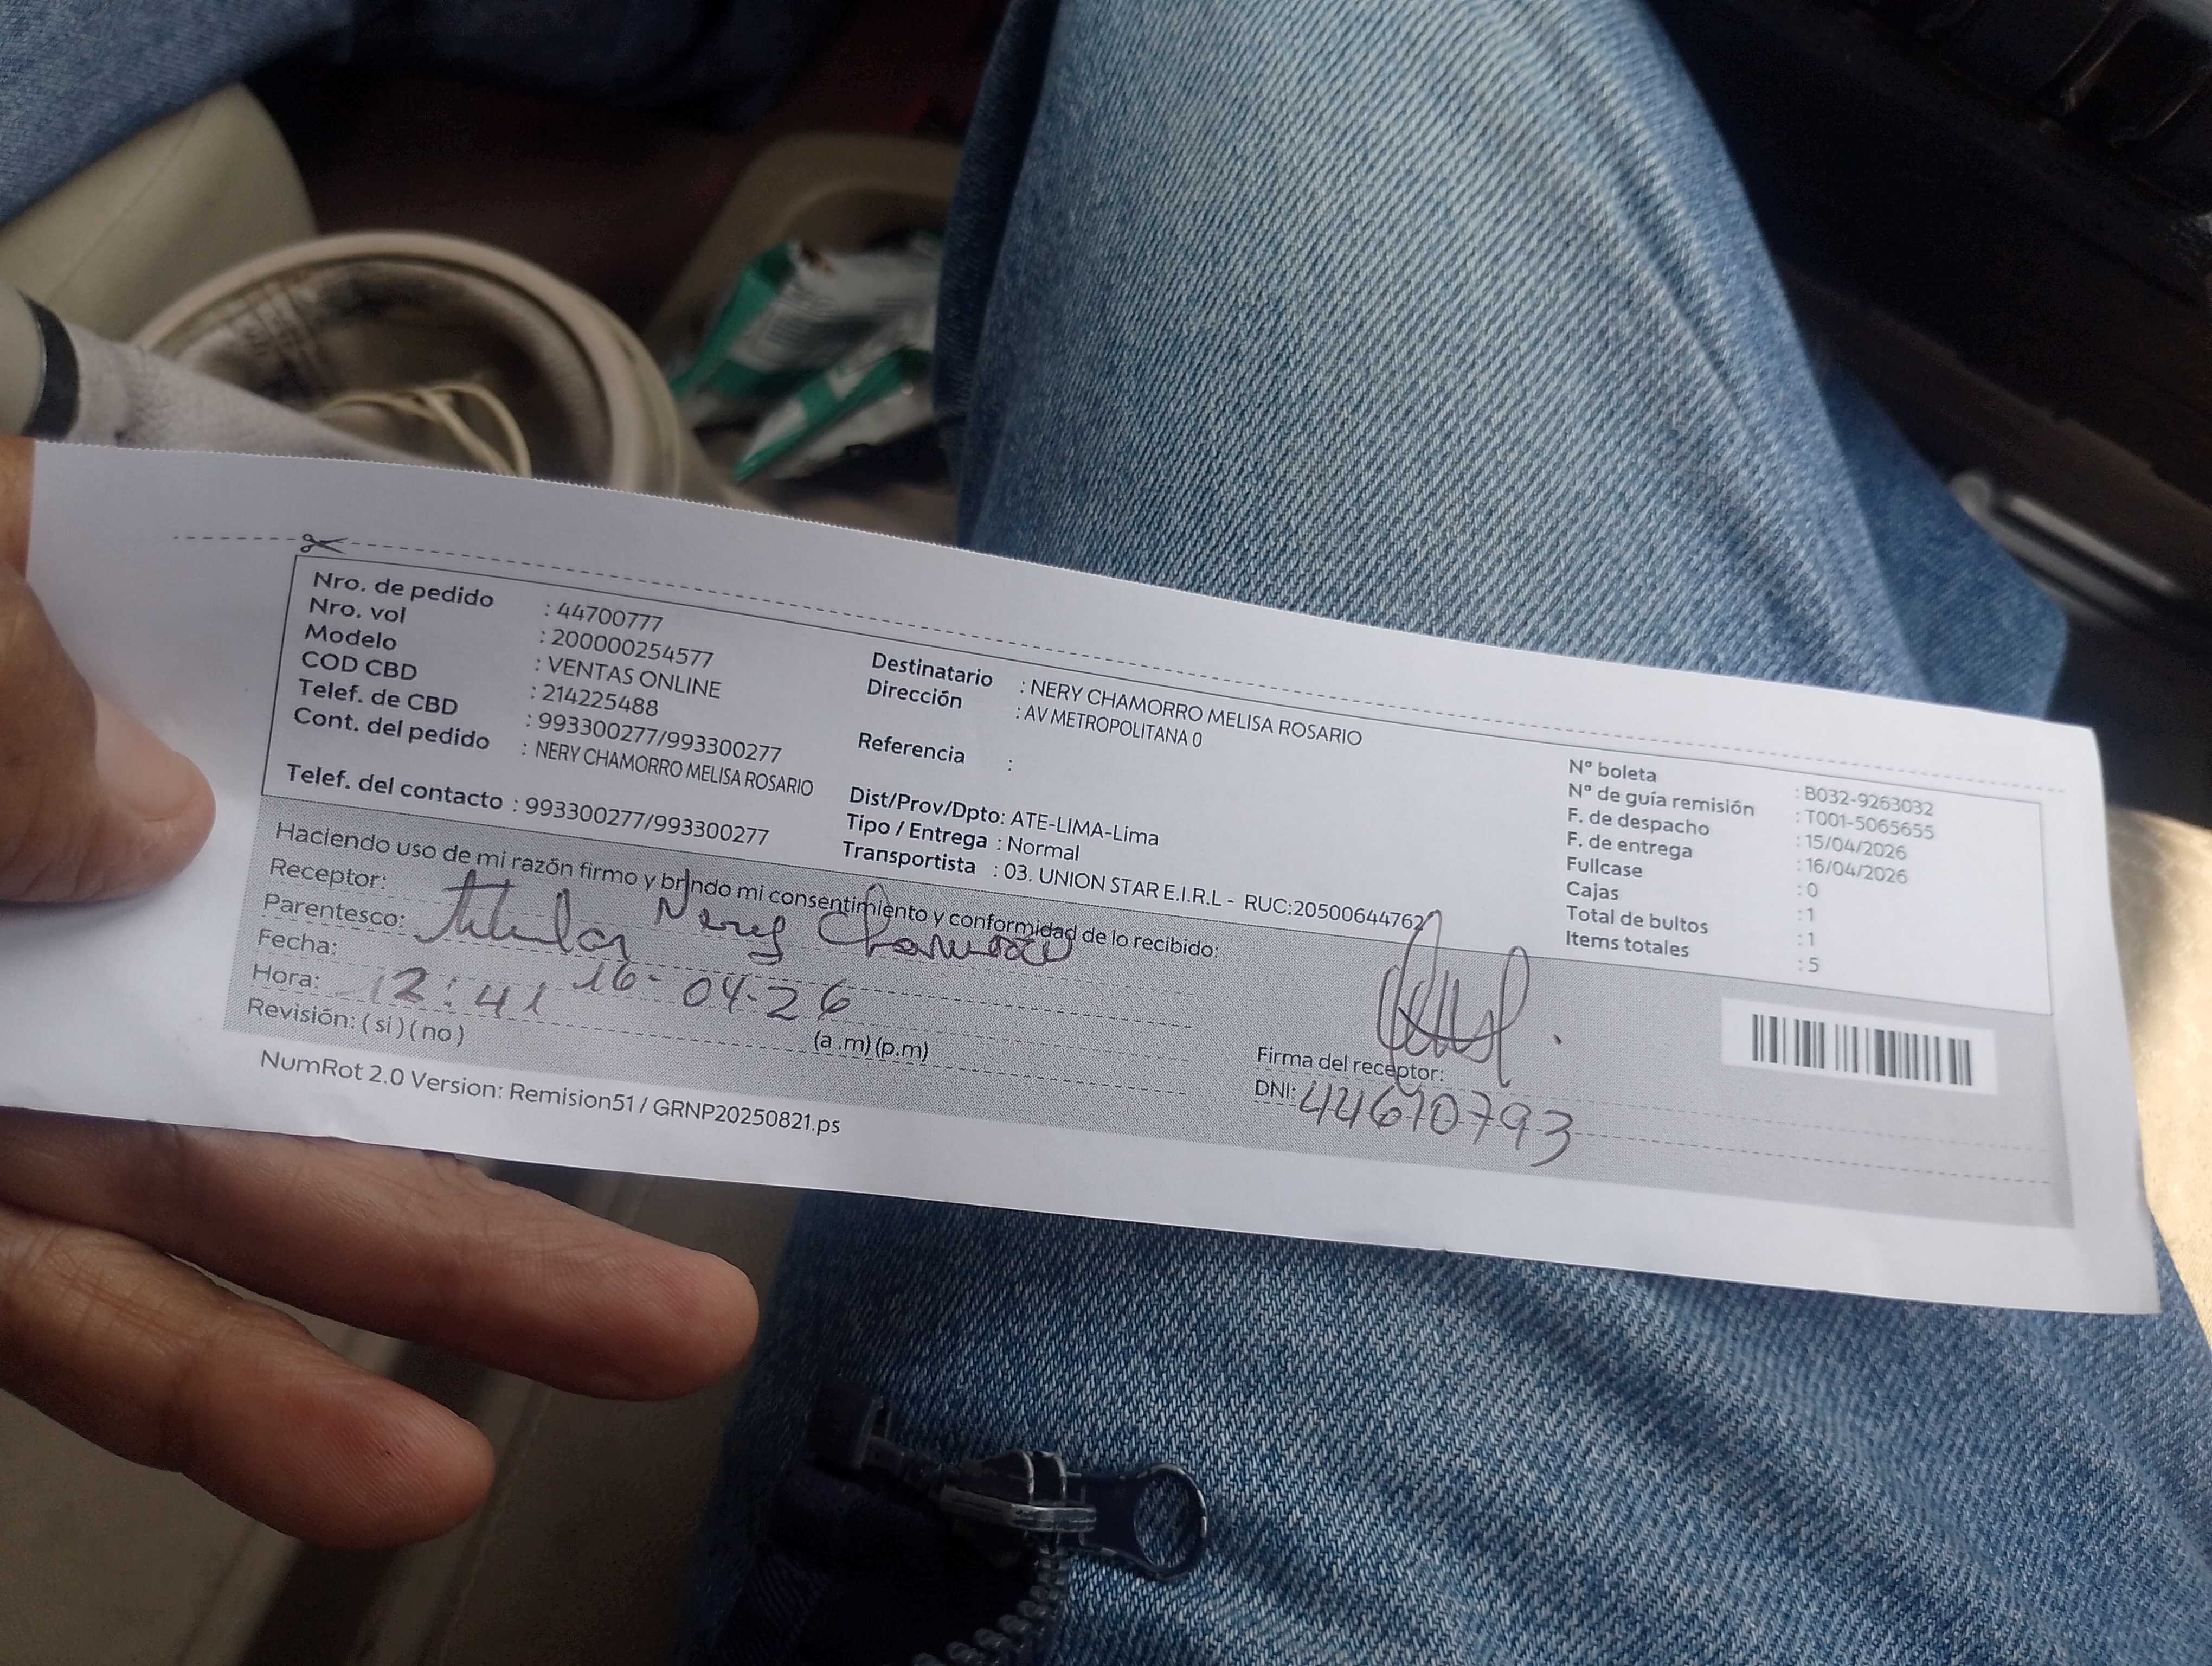 Nro. de pedido : 44700777
Nro. vol : 200000254577
Modelo : VENTAS ONLINE
COD CBD : 214225488
Telef. de CBD : 993300277/993300277
Cont. del pedido : NERY CHAMORRO MELISA ROSARIO
Telef. del contacto : 993300277/993300277
Destinatario : NERY CHAMORRO MELISA ROSARIO
Dirección : AV METROPOLITANA 0
Referencia :
Dist/Prov/Dpto: ATE-LIMA-Lima
Tipo / Entrega : Normal
Transportista : 03. UNION STAR E.I.R.L - RUC:20500644762
N° boleta : B032-9263032
N° de guía remisión : T001-5065655
F. de despacho : 15/04/2026
F. de entrega : 16/04/2026
Fullcase : 0
Cajas : 1
Total de bultos : 1
Items totales : 5
Haciendo uso de mi razón firmo y brindo mi consentimiento y conformidad de lo recibido:
Receptor: Nery Chamorro
Parentesco: titular
Fecha: 16-04-26
Hora: 12:41 (a.m) (p.m)
Revisión: ( si ) ( no )
Firma del receptor:
DNI: 44670793
NumRot 2.0 Version: Remision51 / GRNP20250821.ps